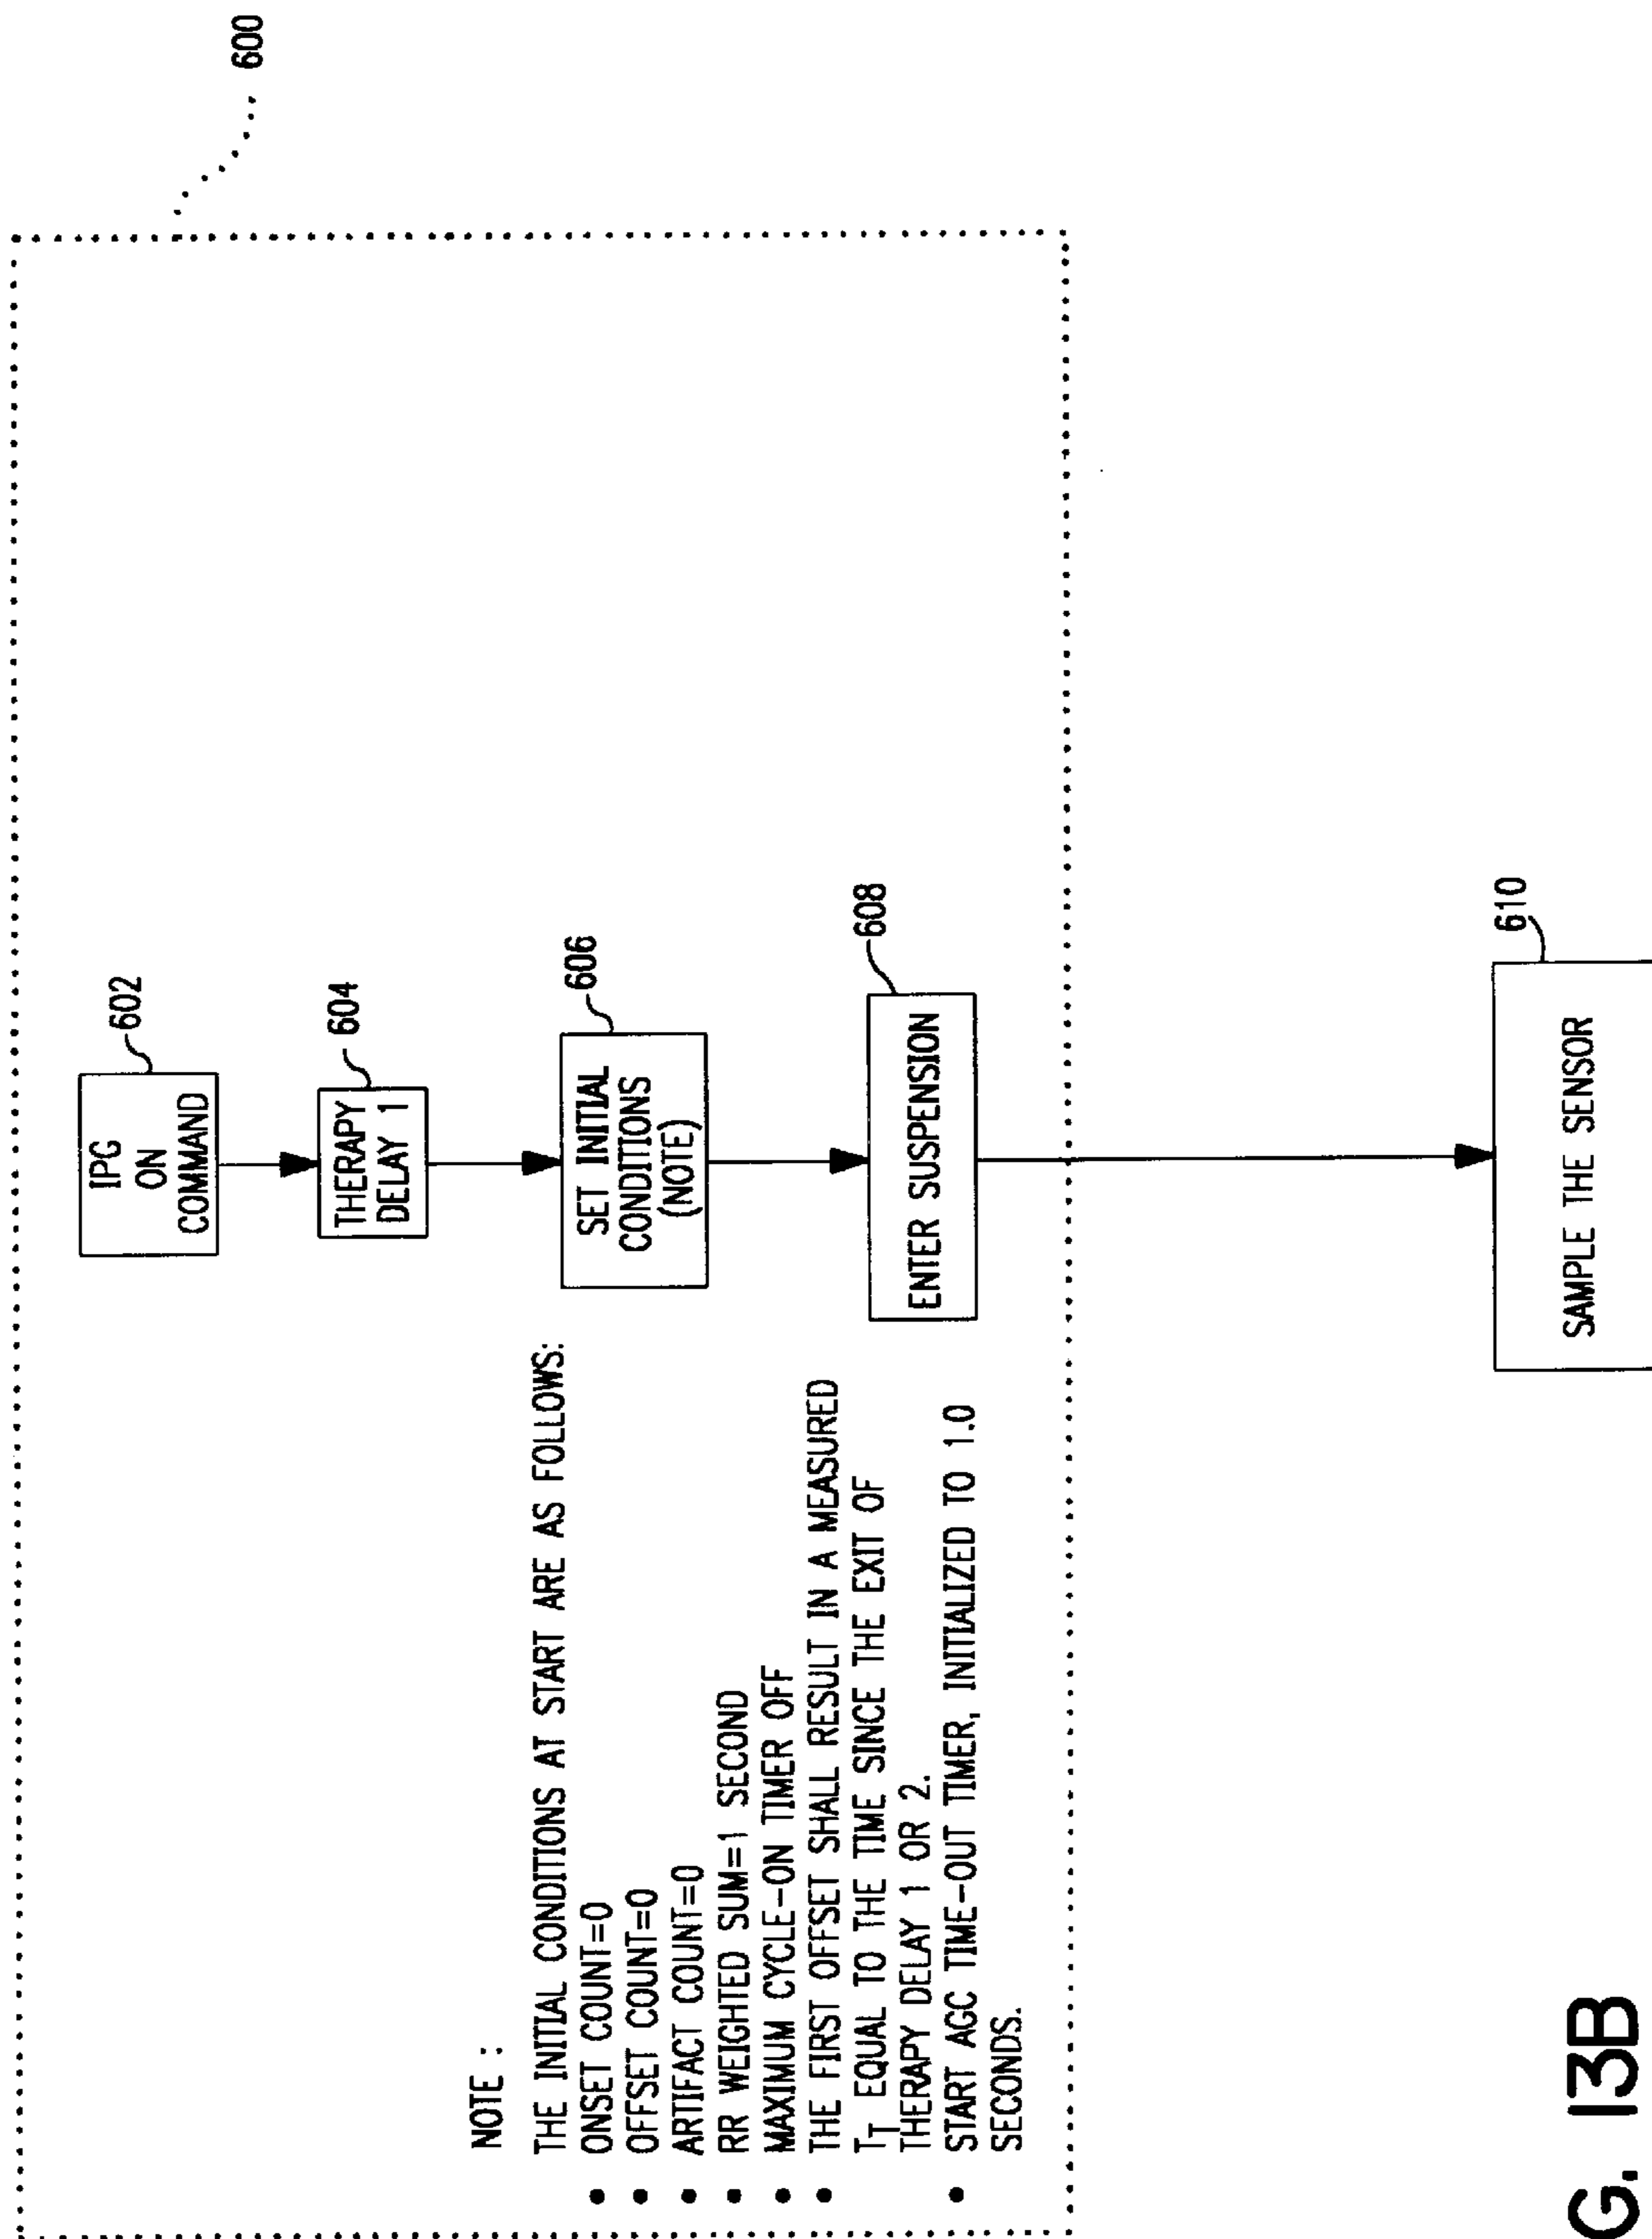 600
IPG
ON
COMMAND
602
THERAPY
DELAY 1
604
SET INITIAL
CONDITIONS
(NOTE)
606
ENTER SUSPENSION
608
NOTE :
THE INITIAL CONDITIONS AT START ARE AS FOLLOWS:
• ONSET COUNT=0
• OFFSET COUNT=0
• ARTIFACT COUNT=0
• RR WEIGHTED SUM=1 SECOND
• MAXIMUM CYCLE-ON TIMER OFF
• THE FIRST OFFSET SHALL RESULT IN A MEASURED
TT EQUAL TO THE TIME SINCE THE EXIT OF
THERAPY DELAY 1 OR 2.
• START AGC TIME-OUT TIMER, INITIALIZED TO 1.0
SECONDS.
610
SAMPLE THE SENSOR
G. 13B